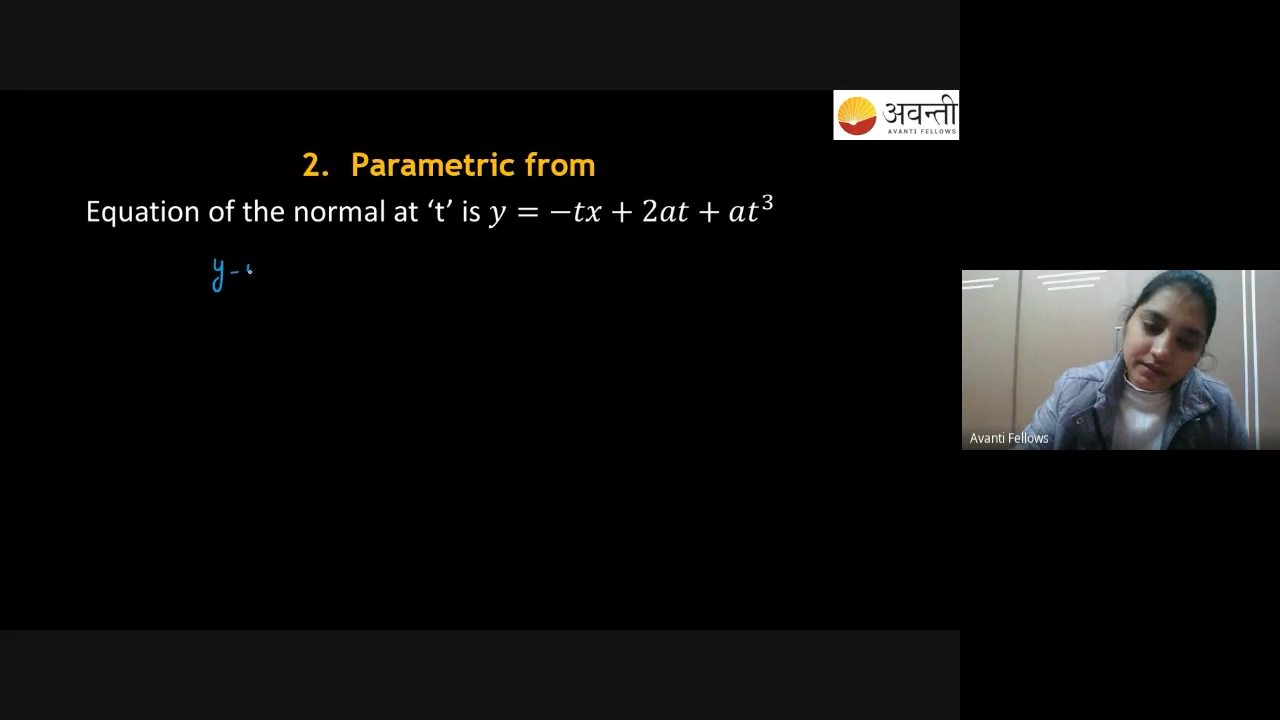 अवन्ती
AVANTI FELLOWS
2. Parametric from
Equation of the normal at ‘t’ is y = −tx + 2at + at³
y -
Avanti Fellows